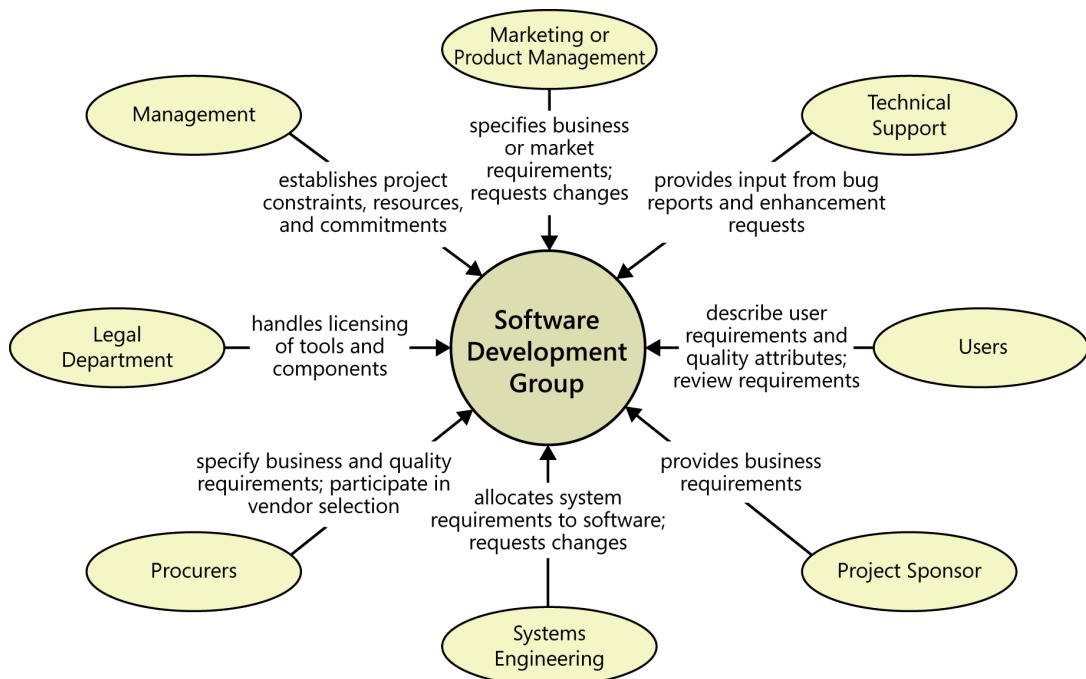 Marketing or
Product Management
Management
Technical
Support
specifies business
or market
requirements;
requests changes
establishes project
constraints, resources,
and commitments
provides input from bug
reports and enhancement
requests
Legal
Department
handles licensing
of tools and
components
Software
Development
Group
describe user
requirements and
quality attributes;
review requirements
Users
specify business and quality
requirements; participate in
vendor selection
allocates system
requirements to software;
requests changes
provides business
requirements
Procurers
Systems
Engineering
Project Sponsor